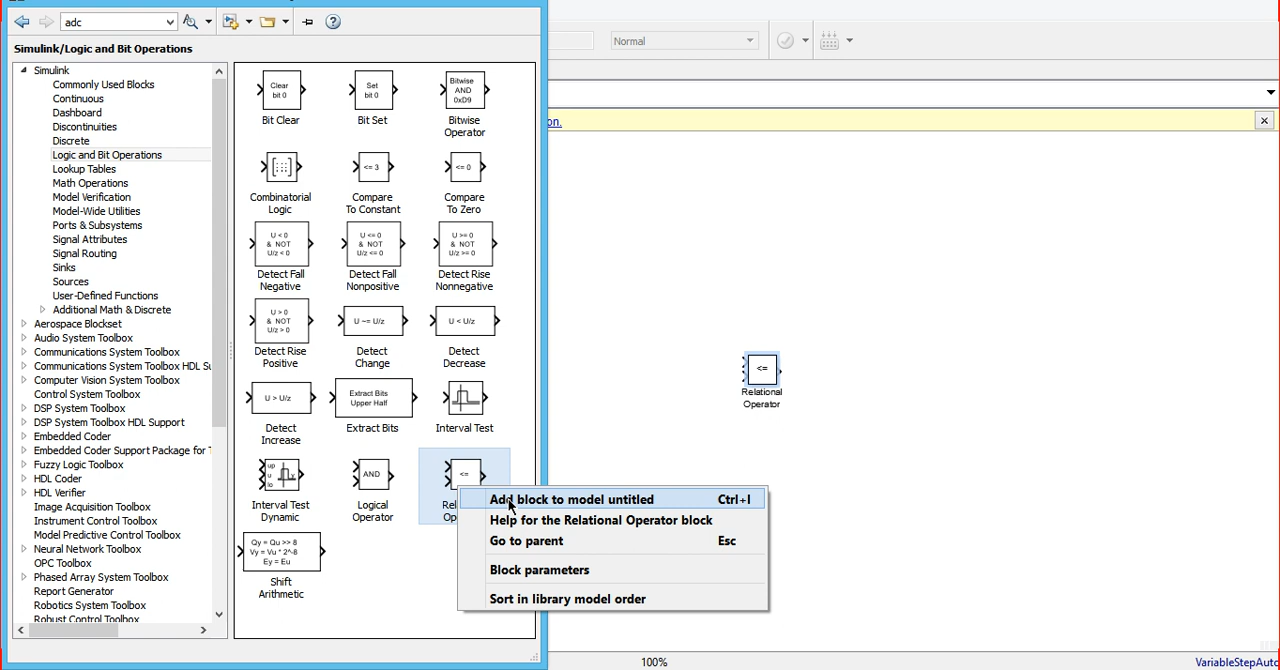 adc
Normal
Simulink/Logic and Bit Operations
Simulink
Commonly Used Blocks
Continuous
Dashboard
Discontinuities
Discrete
Logic and Bit Operations
Lookup Tables
Math Operations
Model Verification
Model-Wide Utilities
Ports & Subsystems
Signal Attributes
Signal Routing
Sinks
Sources
User-Defined Functions
Additional Math & Discrete
Aerospace Blockset
Audio System Toolbox
Communications System Toolbox
Communications System Toolbox HDL Su
Computer Vision System Toolbox
Control System Toolbox
DSP System Toolbox
DSP System Toolbox HDL Support
Embedded Coder
Embedded Coder Support Package for T
Fuzzy Logic Toolbox
HDL Coder
HDL Verifier
Image Acquisition Toolbox
Instrument Control Toolbox
Model Predictive Control Toolbox
Neural Network Toolbox
OPC Toolbox
Phased Array System Toolbox
Report Generator
Robotics System Toolbox
Robust Control Toolbox
Clear
bit 0
Bit Clear
Set
bit 0
Bit Set
Bitwise
AND
0xD9
Bitwise
Operator
Combinatorial
Logic
<= 3
Compare
To Constant
<= 0
Compare
To Zero
U < 0
& NOT
U/z < 0
Detect Fall
Negative
U <= 0
& NOT
U/z <= 0
Detect Fall
Nonpositive
U >= 0
& NOT
U/z >= 0
Detect Rise
Nonnegative
U > 0
& NOT
U/z > 0
Detect Rise
Positive
U ~= U/z
Detect
Change
U < U/z
Detect
Decrease
U > U/z
Detect
Increase
Extract Bits
Upper Half
Extract Bits
Interval Test
up
u
lo
Interval Test
Dynamic
AND
Logical
Operator
<=
Rel
Op
Qy = Qu >> 8
Vy = Vu * 2^-8
Ey = Eu
Shift
Arithmetic
Add block to model untitled Ctrl+I
Help for the Relational Operator block
Go to parent Esc
Block parameters
Sort in library model order
on.
<=
Relational
Operator
100%
VariableStepAuto